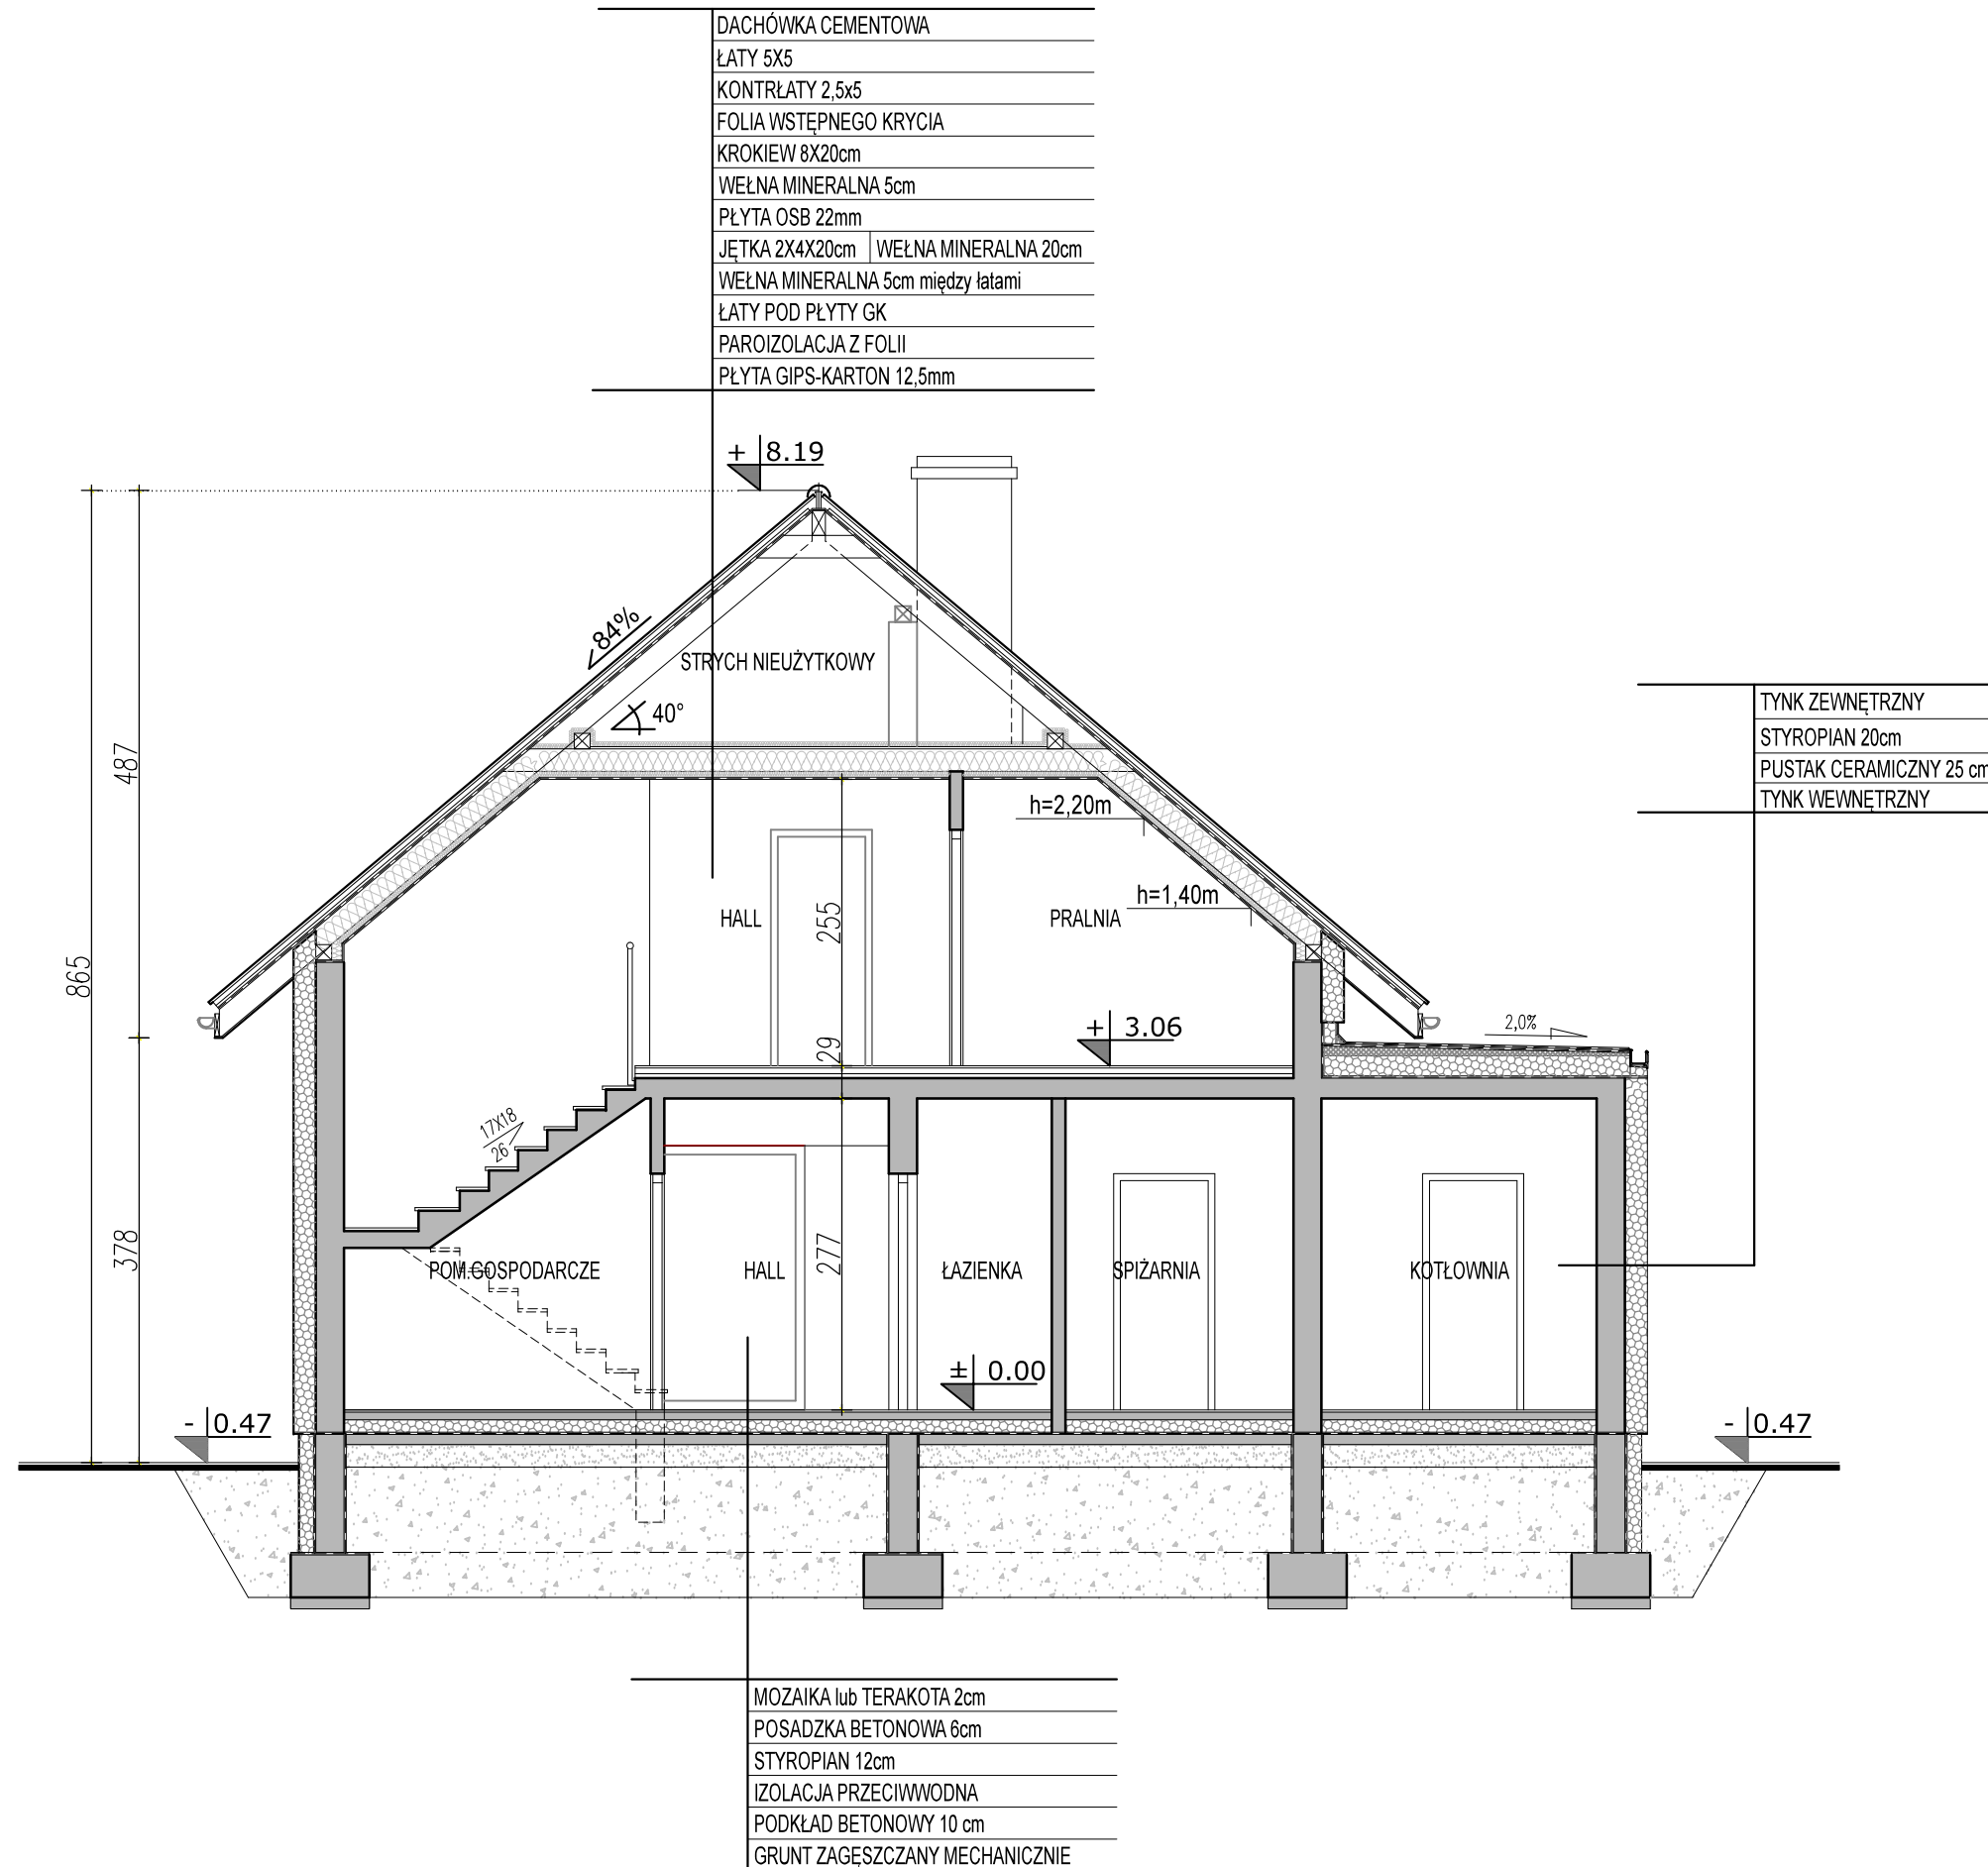 DACHÓWKA CEMENTOWA
ŁATY 5X5
KONTRŁATY 2,5x5
FOLIA WSTĘPNEGO KRYCIA
KROKIEW 8X20cm
WEŁNA MINERALNA 5cm
PŁYTA OSB 22mm
JĘTKA 2X4X20cm WEŁNA MINERALNA 20cm
WEŁNA MINERALNA 5cm między łatami
ŁATY POD PŁYTY GK
PAROIZOLACJA Z FOLII
PŁYTA GIPS-KARTON 12,5mm
+ 8.19
84%
STRYCH NIEUŻYTKOWY
40°
TYNK ZEWNĘTRZNY
STYROPIAN 20cm
PUSTAK CERAMICZNY 25 cm
TYNK WEWNĘTRZNY
487
865
378
h=2,20m
h=1,40m
HALL
255
PRALNIA
29
+ 3.06
2,0%
17X18
26
POM.GOSPODARCZE
HALL
277
ŁAZIENKA
SPIŻARNIA
KOTŁOWNIA
± 0.00
- 0.47
- 0.47
MOZAIKA lub TERAKOTA 2cm
POSADZKA BETONOWA 6cm
STYROPIAN 12cm
IZOLACJA PRZECIWWODNA
PODKŁAD BETONOWY 10 cm
GRUNT ZAGĘSZCZANY MECHANICZNIE